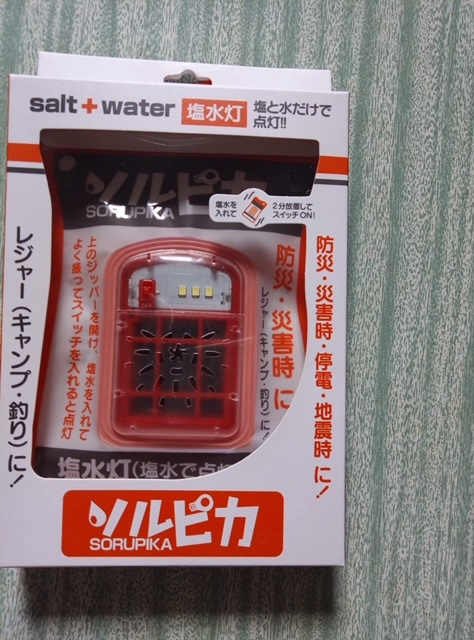 salt+water 塩水灯 塩と水だけで
点灯!!
ソルピカ
SORUPIKA
塩水を
入れて
2分放置して
スイッチON!
防災・災害時・停電・地震時に!
防災・災害時に
レジャー(キャンプ・釣り)に!
上のジッパーを開け、塩水を入れて
よく振ってスイッチを入れると点灯
レジャー(キャンプ・釣り)に!
塩水灯(塩水で点灯
ソルピカ
SORUPIKA